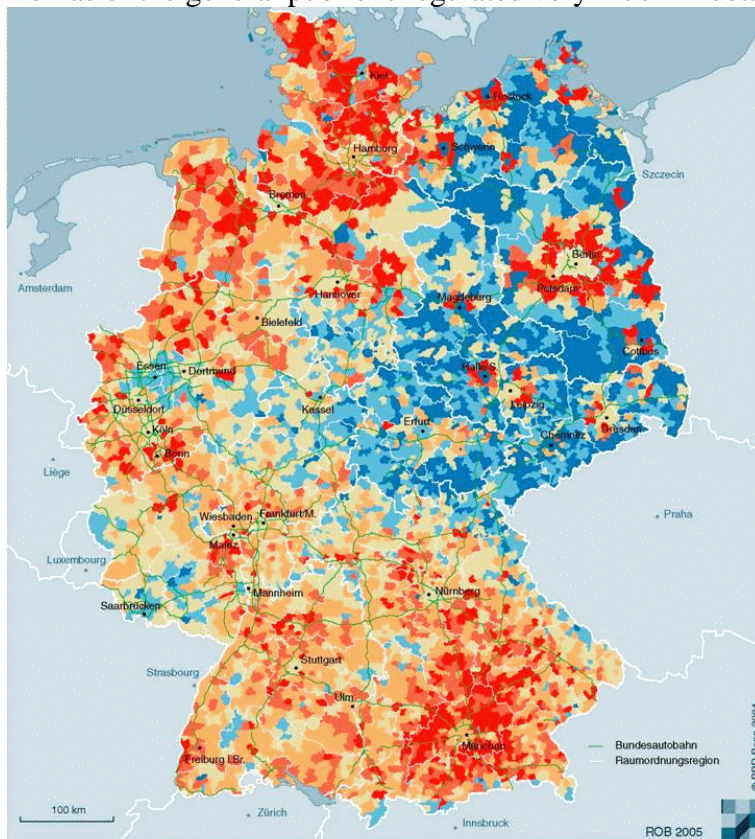 Kiel
Rostock
Hamburg
Schwerin
Szczecin
Bremen
Berlin
Amsterdam
Hannover
Potsdam
Magdeburg
Bielefeld
Cottbus
Essen
Dortmund
Halle S.
Düsseldorf
Kassel
Leipzig
Köln
Erfurt
Dresden
Chemnitz
Bonn
Liège
Praha
Wiesbaden
Frankfurt/M.
Mainz
Luxembourg
Mannheim
Nürnberg
Saarbrücken
Stuttgart
Strasbourg
Ulm
München
Bundesautobahn
Freiburg i.Br.
Raumordnungsregion
100 km
Zürich
Innsbruck
ROB 2005